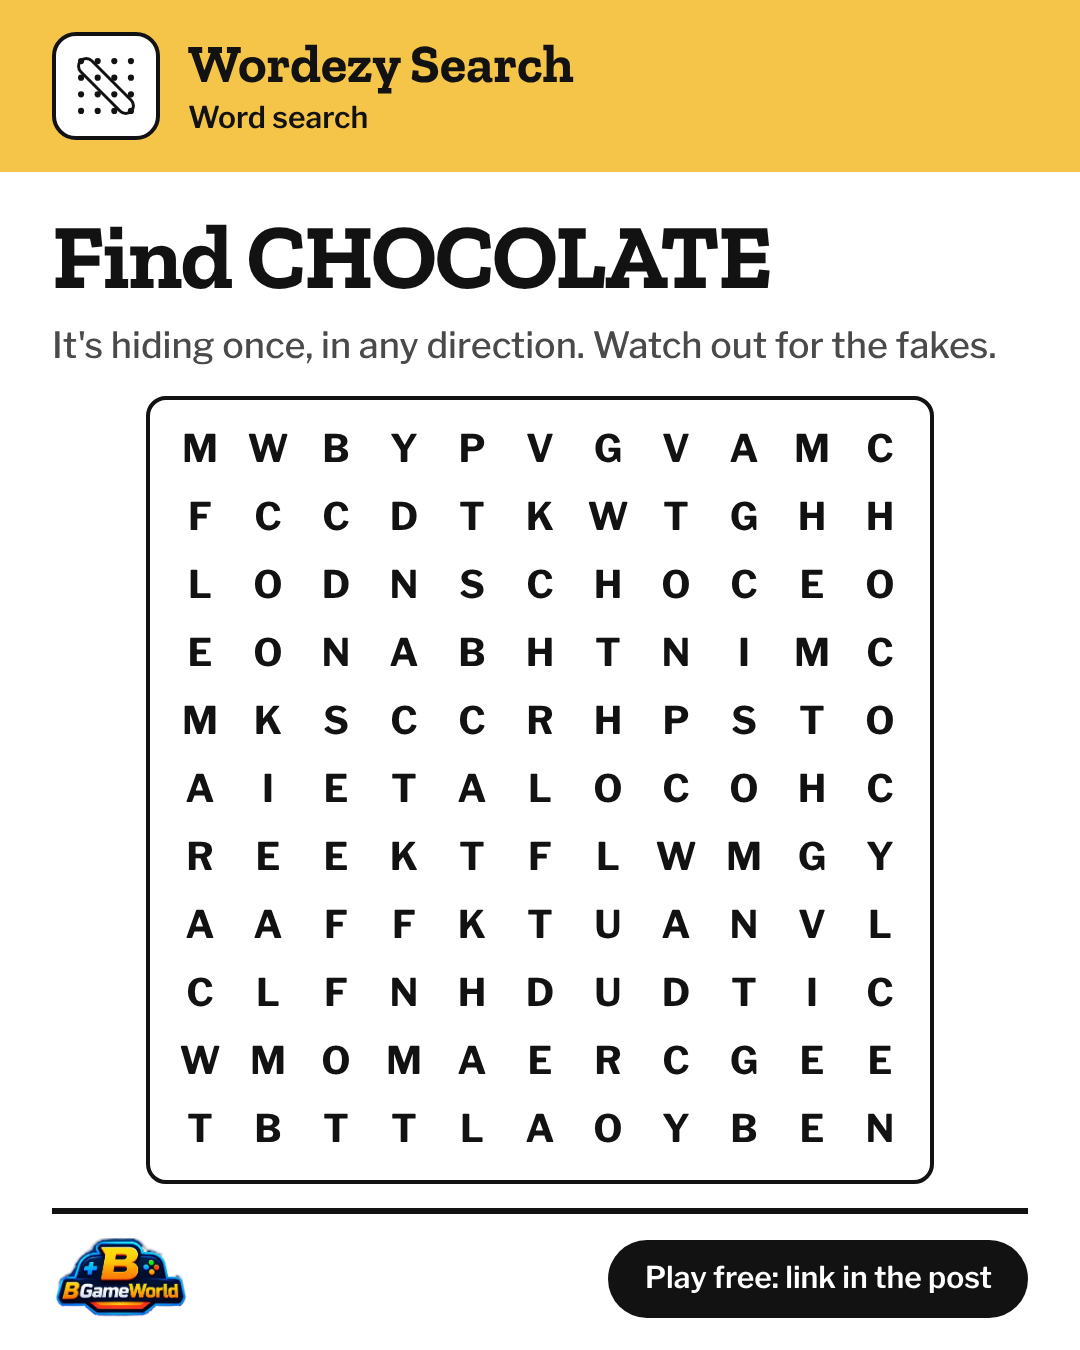 Wordezy Search
Word search
Find CHOCOLATE
It's hiding once, in any direction. Watch out for the fakes.
M W B Y P V G V A M C
F C C D T K W T G H H
L O D N S C H O C E O
E O N A B H T N I M C
M K S C C R H P S T O
A I E T A L O C O H C
R E E K T F L W M G Y
A A F F K T U A N V L
C L F N H D U D T I C
W M O M A E R C G E E
T B T T L A O Y B E N
B
BGameWorld
Play free: link in the post